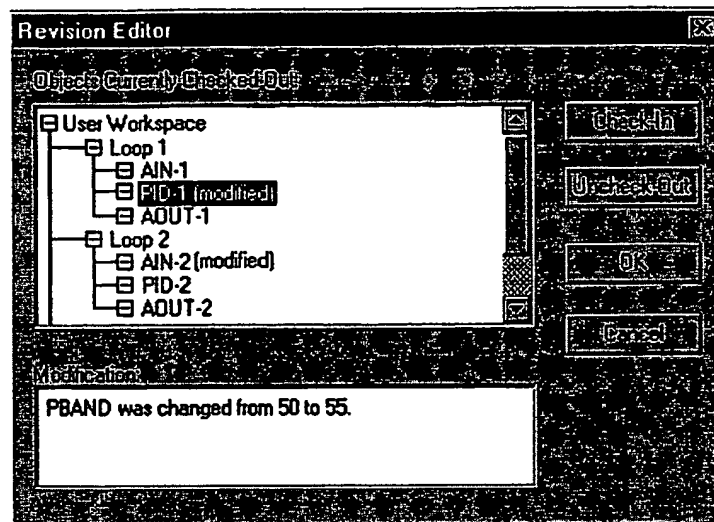 Revision Editor
Objects Currently Checked Out
User Workspace
Loop 1
AIN-1
PID-1 (modified)
AOUT-1
Loop 2
AIN-2(modified)
PID-2
AOUT-2
Check-In
Uncheck-Out
OK
Cancel
Modification
PBAND was changed from 50 to 55.